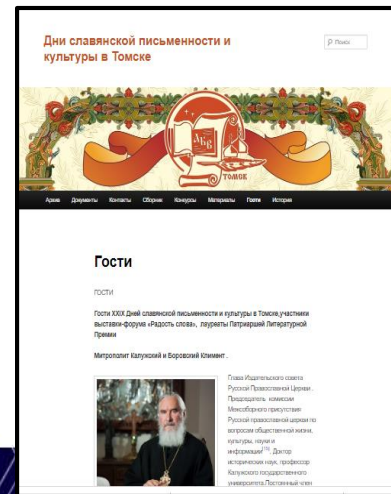 Дни славянской письменности и
культуры в Томске
Поиск
АБВ
ТОМСК
Архив Документы Контакты Сборник Конкурсы Материалы Гости История
Гости
ГОСТИ
Гости XXIX Дней славянской письменности и культуры в Томске,участники
выставки-форума «Радость слова», лауреаты Патриаршей Литературной
Премии
Митрополит Калужский и Боровский Климент .
Глава Издательского совета
Русской Православной Церкви .
Председатель комиссии
Межсоборного присутствия
Русской православной церкви по
вопросам общественной жизни,
культуры, науки и
информации
Доктор
исторических наук, профессор
Калужского государственного
университета.Постоянный член